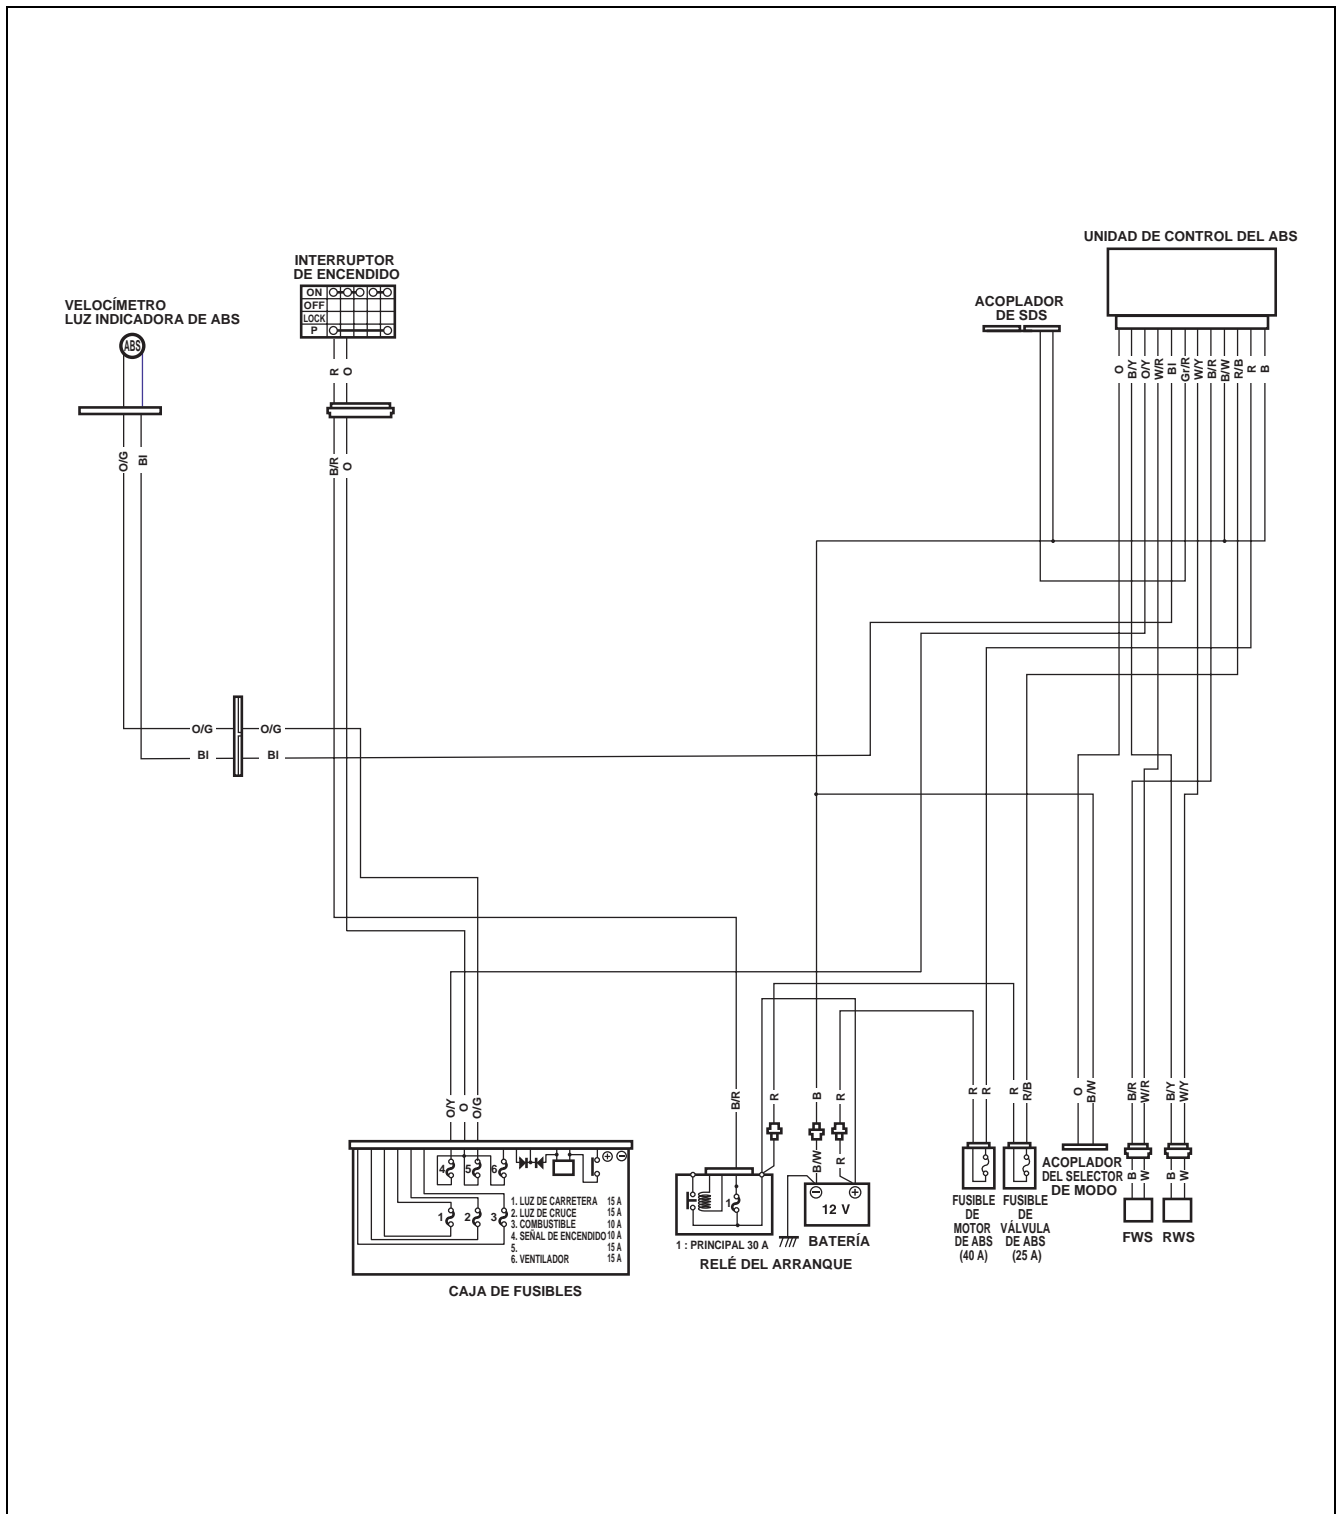 UNIDAD DE CONTROL DEL ABS
INTERRUPTOR
DE ENCENDIDO
ON
OFF
LOCK
P
VELOCÍMETRO
LUZ INDICADORA DE ABS
ABS
ACOPLADOR
DE SDS
O
B/Y
O/Y
W/R
Bl
Gr/R
W/Y
B/R
B/W
R/B
R
B
R
O
O/G
Bl
B/R
O
O/G
O/G
Bl
Bl
O/Y
O
O/G
B/R
R
B
R
R
R
R
R/B
O
B/W
B/R
W/R
B/Y
W/Y
B/W
R
B
W
B
W
4
5
6
1
2
3
1. LUZ DE CARRETERA 15 A
2. LUZ DE CRUCE 15 A
3. COMBUSTIBLE 10 A
4. SEÑAL DE ENCENDIDO 10 A
5. 15 A
6. VENTILADOR 15 A
CAJA DE FUSIBLES
1
1 : PRINCIPAL 30 A
RELÉ DEL ARRANQUE
12 V
BATERÍA
FUSIBLE
DE
MOTOR
DE ABS
(40 A)
FUSIBLE
DE
VÁLVULA
DE ABS
(25 A)
ACOPLADOR
DEL SELECTOR
DE MODO
FWS
RWS